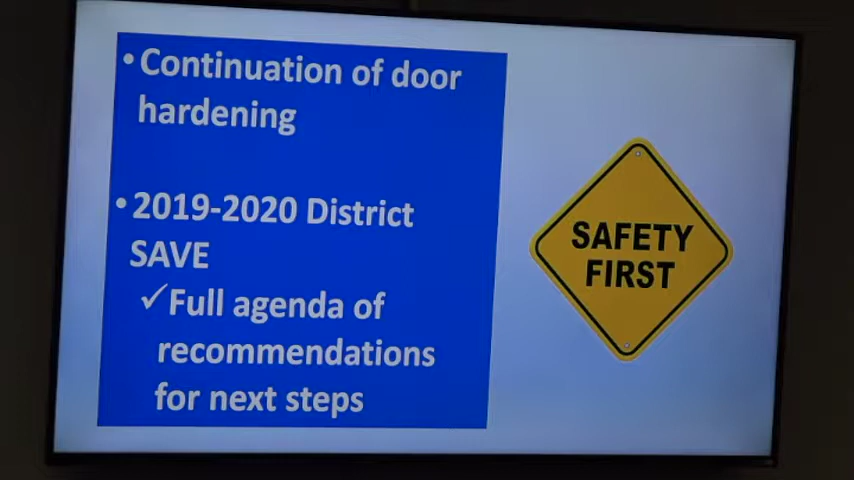 •Continuation of door
hardening
•2019-2020 District
SAVE
✓Full agenda of
recommendations
for next steps
SAFETY
FIRST